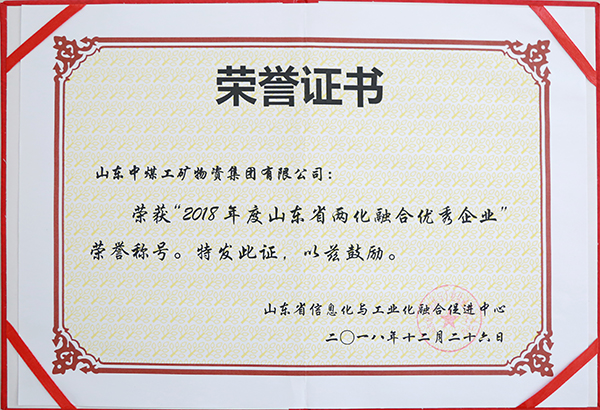 荣誉证书
山东中煤工矿物资集团有限公司：
荣获“2018年度山东省两化融合优秀企业”
荣誉称号。特发此证，以兹鼓励。
山东省信息化与工业化融合促进中心
二〇一八年十二月二十六日